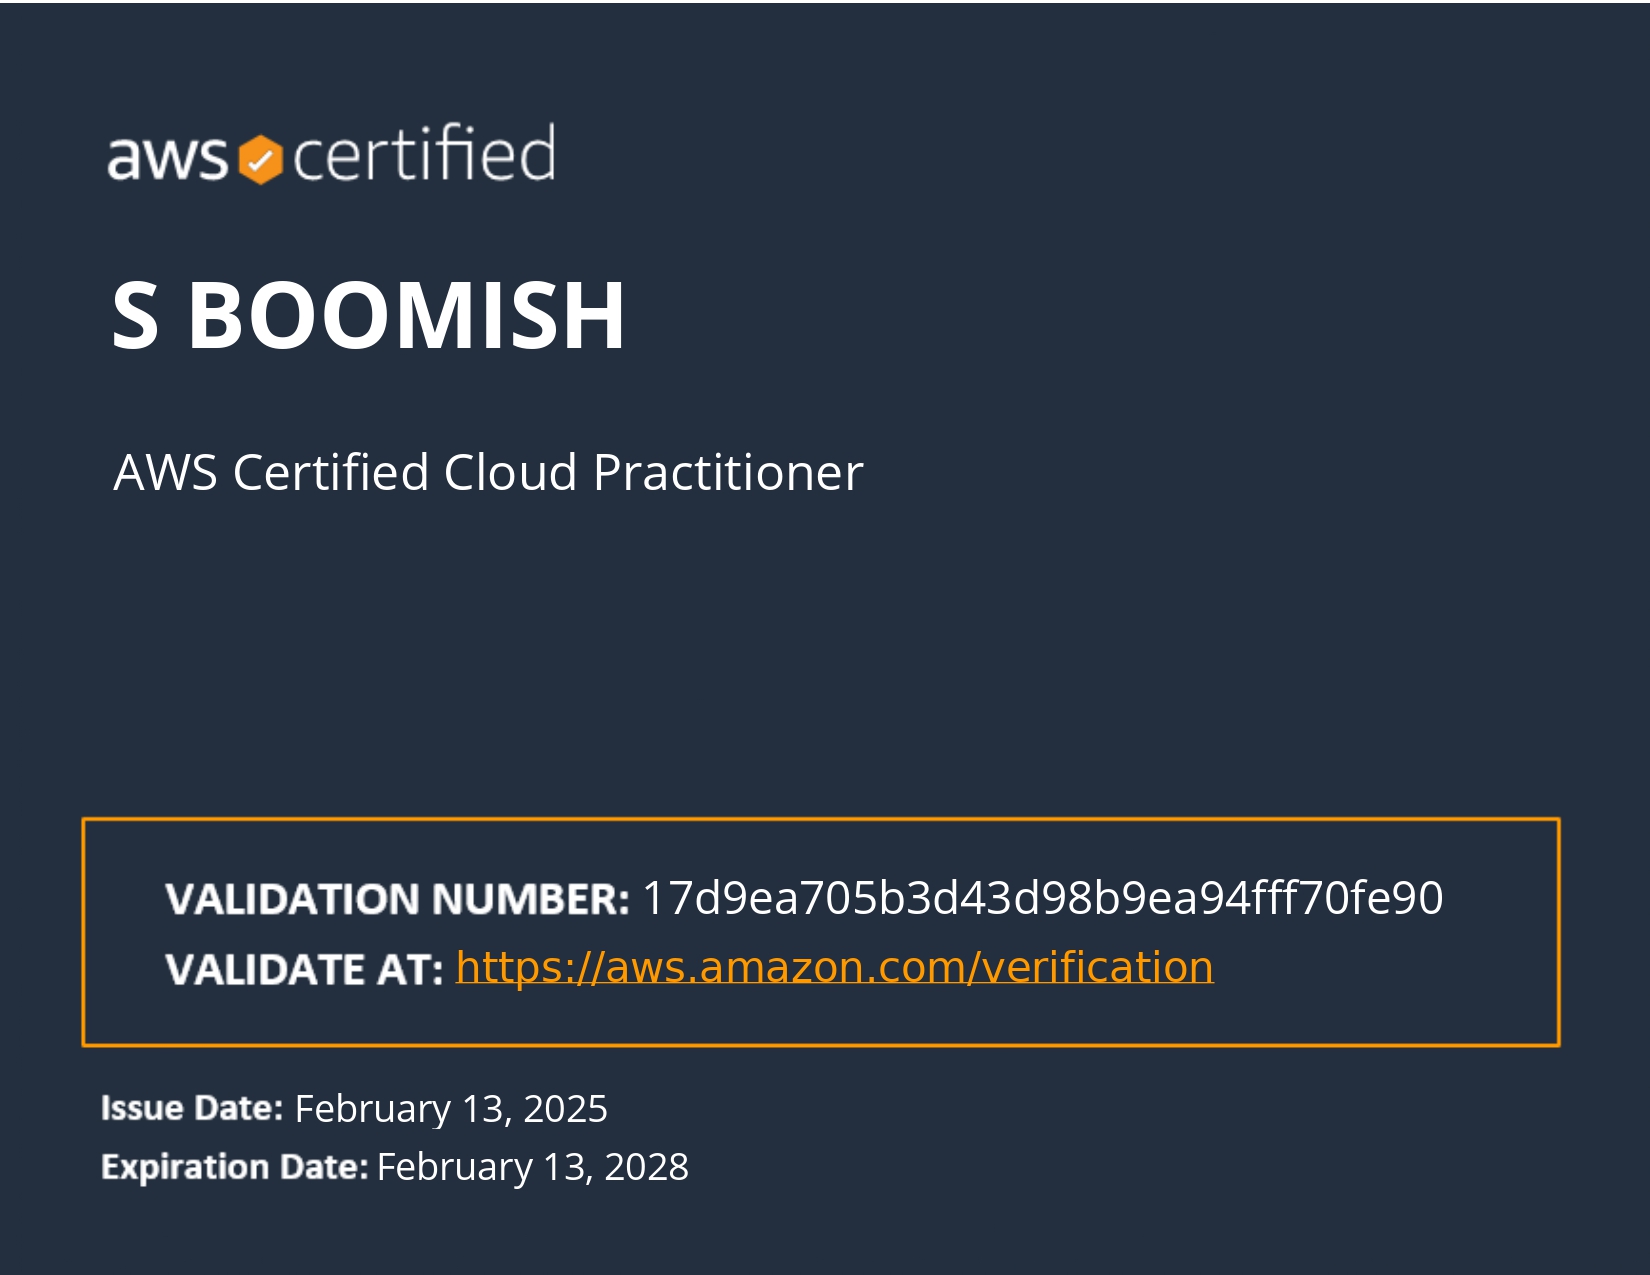 aws certified
S BOOMISH
AWS Certified Cloud Practitioner
VALIDATION NUMBER: 17d9ea705b3d43d98b9ea94fff70fe90
VALIDATE AT: https://aws.amazon.com/verification
Issue Date: February 13, 2025
Expiration Date: February 13, 2028